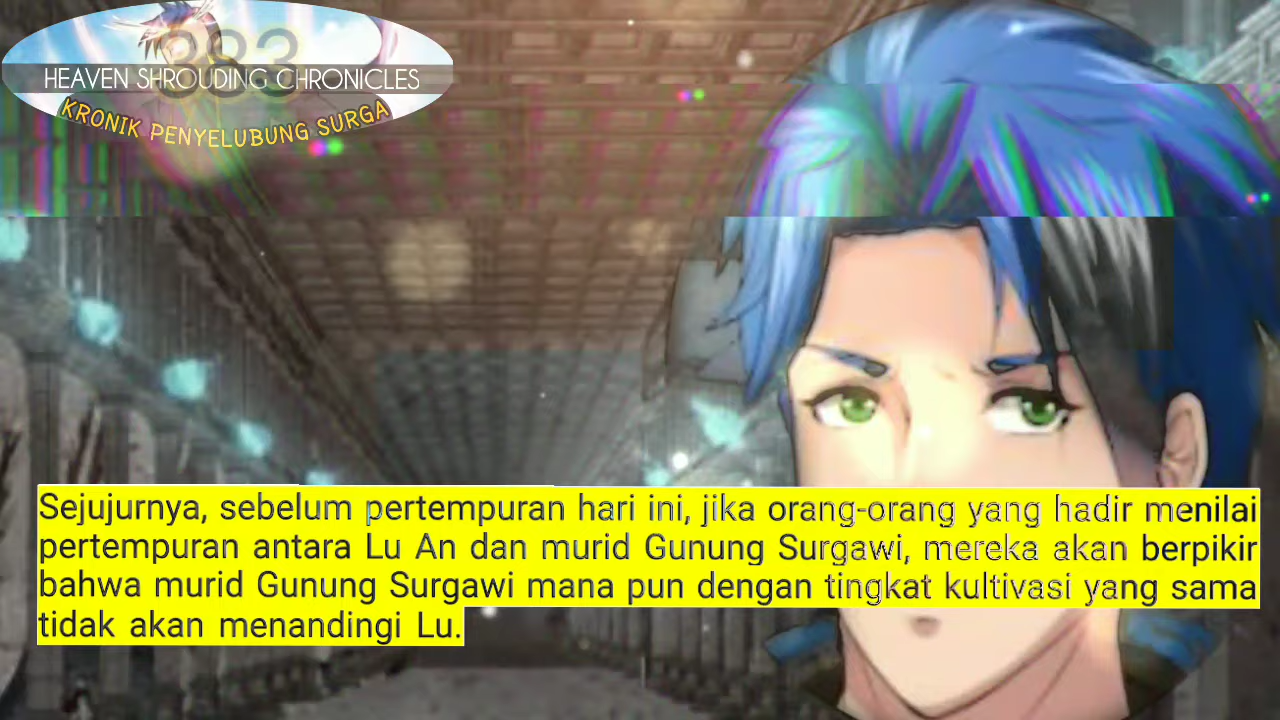 383
HEAVEN SHROUDING CHRONICLES
KRONIK PENYELUBUNG SURGA
Sejujurnya, sebelum pertempuran hari ini, jika orang-orang yang hadir menilai
pertempuran antara Lu An dan murid Gunung Surgawi, mereka akan berpikir
bahwa murid Gunung Surgawi mana pun dengan tingkat kultivasi yang sama
tidak akan menandingi Lu.